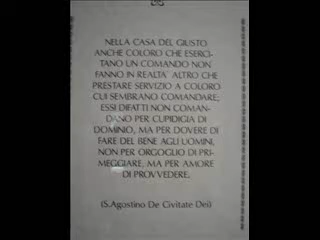 NELLA CASA DEL GIUSTO
ANCHE COLORO CHE ESERCI-
TANO UN COMANDO NON
FANNO IN REALTA' ALTRO CHE
PRESTARE SERVIZIO A COLORO
CUI SEMBRANO COMANDARE;
ESSI DIFATTI NON COMAN-
DANO PER CUPIDIGIA DI
DOMINIO, MA PER DOVERE DI
FARE DEL BENE AGLI UOMINI,
NON PER ORGOGLIO DI PRI-
MEGGIARE, MA PER AMORE
DI PROVVEDERE.
(S.Agostino De Civitate Dei)